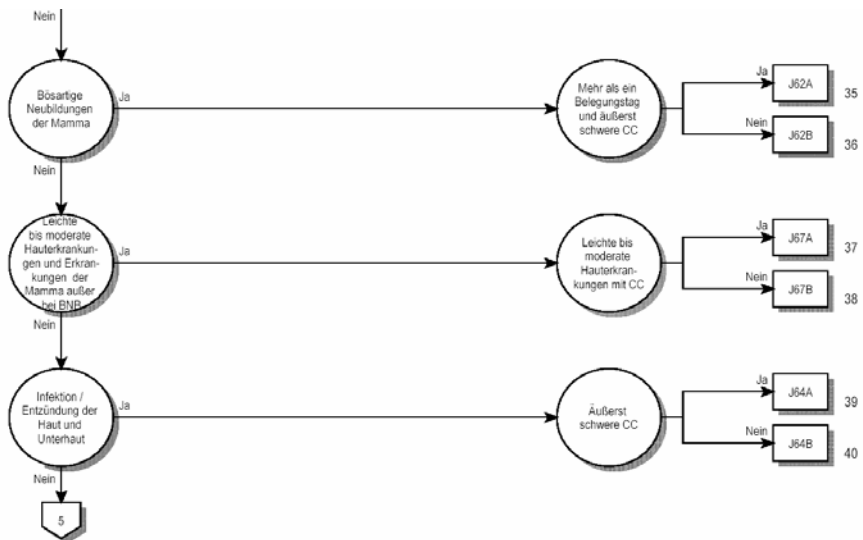 Nein
Bösartige
Neubildungen
der Mamma
Ja
Mehr als ein
Belegungstag
und äußerst
schwere CC
Ja
J62A
35
Nein
J62B
36
Nein
Leichte
bis moderate
Hauterkrankun-
gen und Erkran-
kungen der
Mamma außer
bei BNB
Ja
Leichte bis
moderate
Hauterkran-
kungen mit CC
Ja
J67A
37
Nein
J67B
38
Nein
Infektion /
Entzündung der
Haut und
Unterhaut
Ja
Äußerst
schwere CC
Ja
J64A
39
Nein
J64B
40
Nein
5